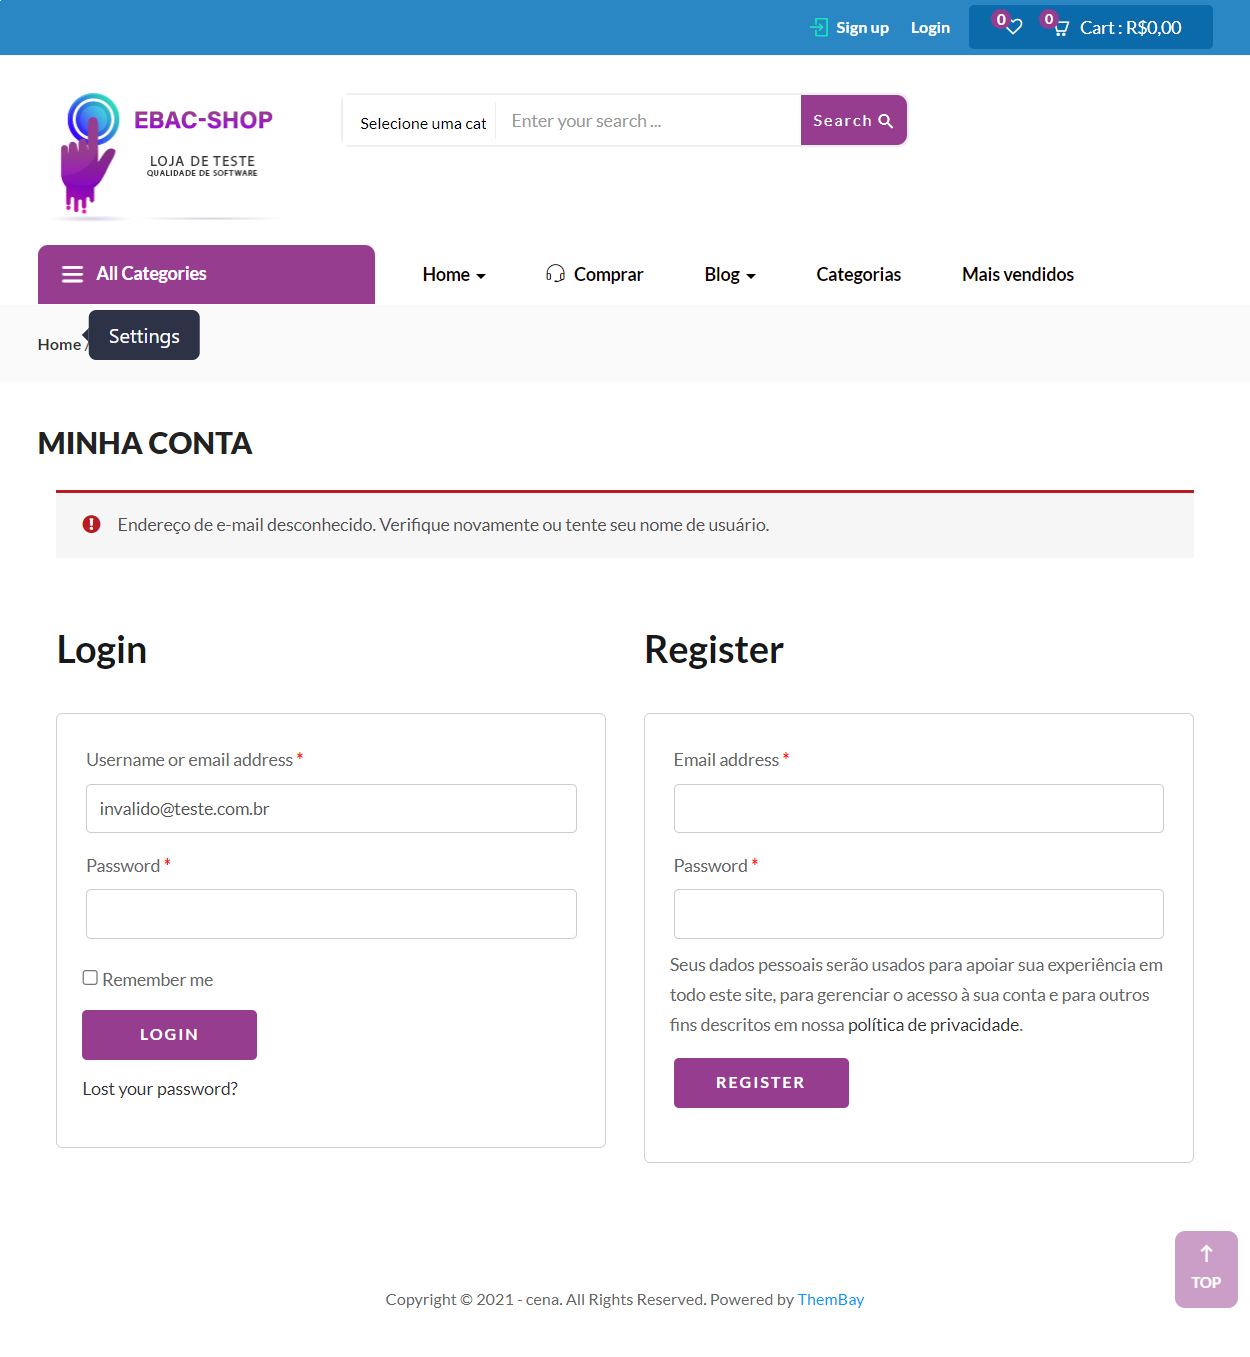 Sign up Login 0 0 Cart : R$0,00
EBAC-SHOP
LOJA DE TESTE
QUALIDADE DE SOFTWARE
Selecione uma cat Enter your search ... Search
All Categories Home Comprar Blog Categorias Mais vendidos
Home /
Settings
MINHA CONTA
Endereço de e-mail desconhecido. Verifique novamente ou tente seu nome de usuário.
Login
Username or email address *
invalido@teste.com.br
Password *
Remember me
LOGIN
Lost your password?
Register
Email address *
Password *
Seus dados pessoais serão usados para apoiar sua experiência em
todo este site, para gerenciar o acesso à sua conta e para outros
fins descritos em nossa política de privacidade.
REGISTER
TOP
Copyright © 2021 - cena. All Rights Reserved. Powered by ThemBay